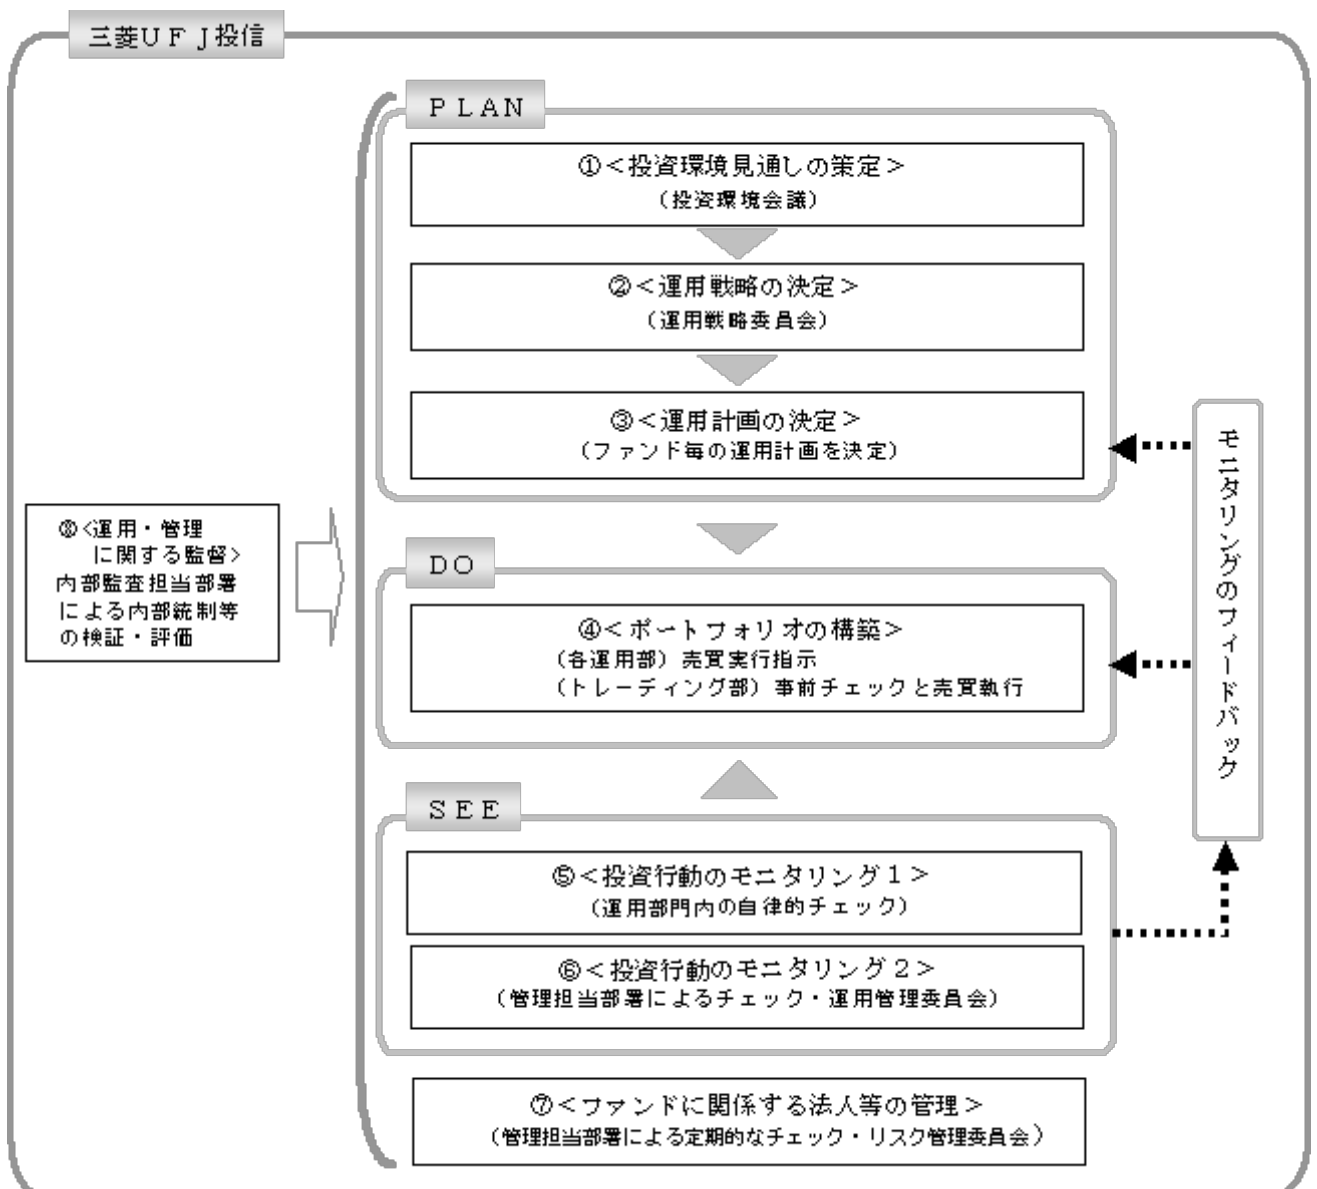 三菱ＵＦＪ投信
ＰＬＡＮ
①＜投資環境見通しの策定＞
（投資環境会議）
②＜運用戦略の決定＞
（運用戦略委員会）
③＜運用計画の決定＞
（ファンド毎の運用計画を決定）
モニタリングのフィードバック
⑧＜運用・管理
に関する監督＞
内部監査担当部署
による内部統制等
の検証・評価
ＤＯ
④＜ポートフォリオの構築＞
（各運用部）売買実行指示
（トレーディング部）事前チェックと売買執行
ＳＥＥ
⑤＜投資行動のモニタリング１＞
（運用部門内の自律的チェック）
⑥＜投資行動のモニタリング２＞
（管理担当部署によるチェック・運用管理委員会）
⑦＜ファンドに関係する法人等の管理＞
（管理担当部署による定期的なチェック・リスク管理委員会）